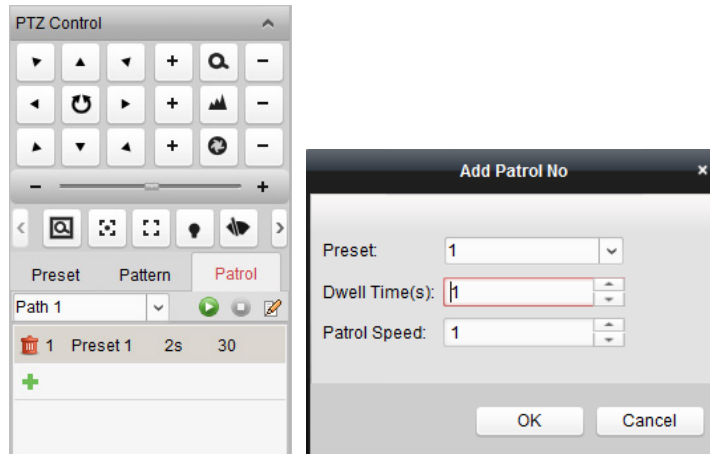 PTZ Control
Preset Pattern Patrol
Path 1
1 Preset 1 2s 30
Add Patrol No ×
Preset: 1
Dwell Time(s): 1
Patrol Speed: 1
OK Cancel